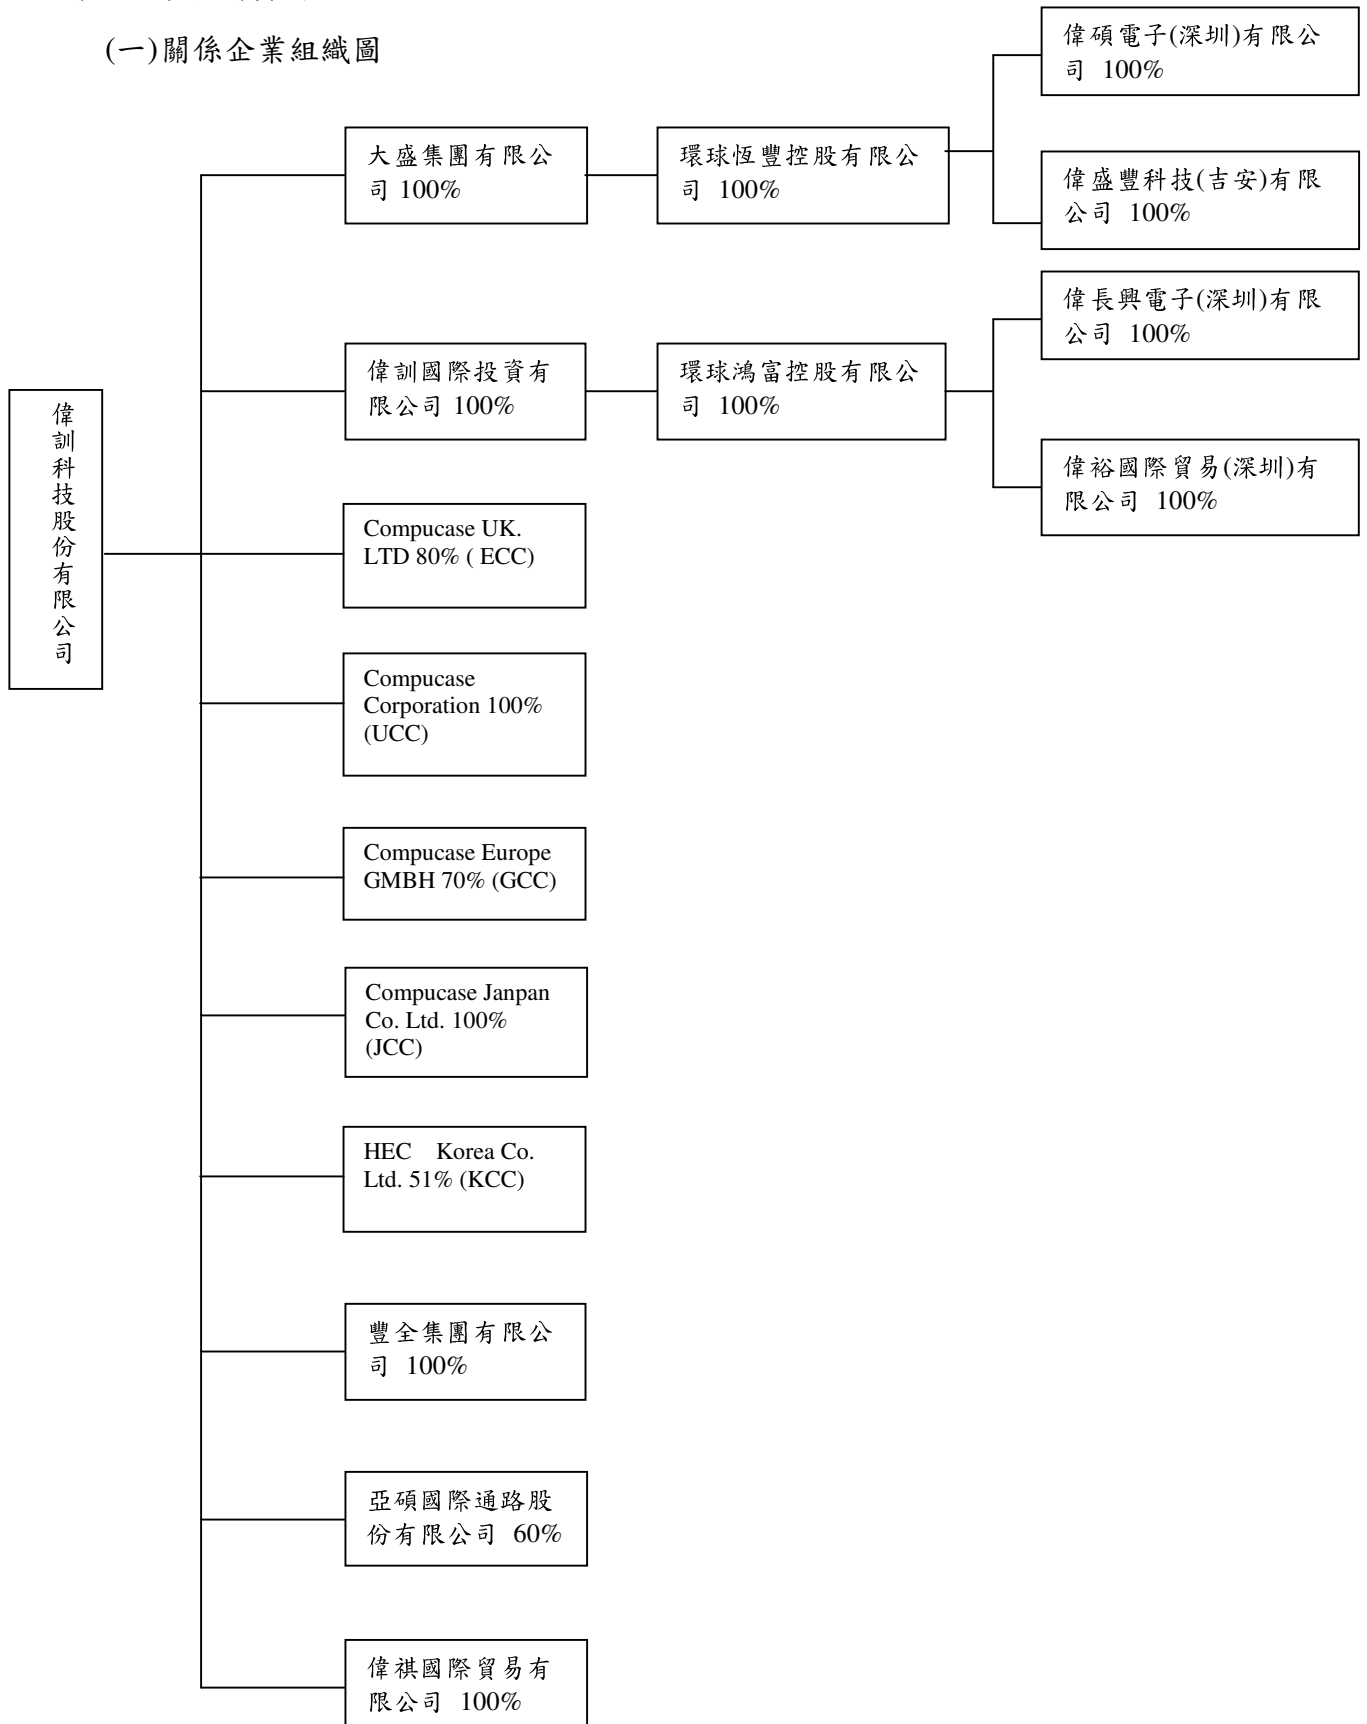 (一)關係企業組織圖
偉碩電子(深圳)有限公
司 100%
大盛集團有限公
司 100%
環球恆豐控股有限公
司 100%
偉盛豐科技(吉安)有限
公司 100%
偉長興電子(深圳)有限
公司 100%
偉訓國際投資有
限公司 100%
環球鴻富控股有限公
司 100%
偉裕國際貿易(深圳)有
限公司 100%
偉訓科技股份有限公司
Compucase UK.
LTD 80% ( ECC)
Compucase
Corporation 100%
(UCC)
Compucase Europe
GMBH 70% (GCC)
Compucase Janpan
Co. Ltd. 100%
(JCC)
HEC Korea Co.
Ltd. 51% (KCC)
豐全集團有限公
司 100%
亞碩國際通路股
份有限公司 60%
偉祺國際貿易有
限公司 100%